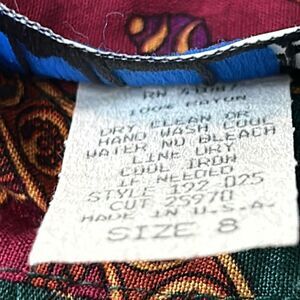 RN
100% RAYON
DRY CLEAN OR
HAND WASH COOL
WATER NO BLEACH
LINE DRY
COOL IRON
IF NEEDED
STYLE 192-025
CUT 25970
MADE IN U.S.A.
SIZE 8